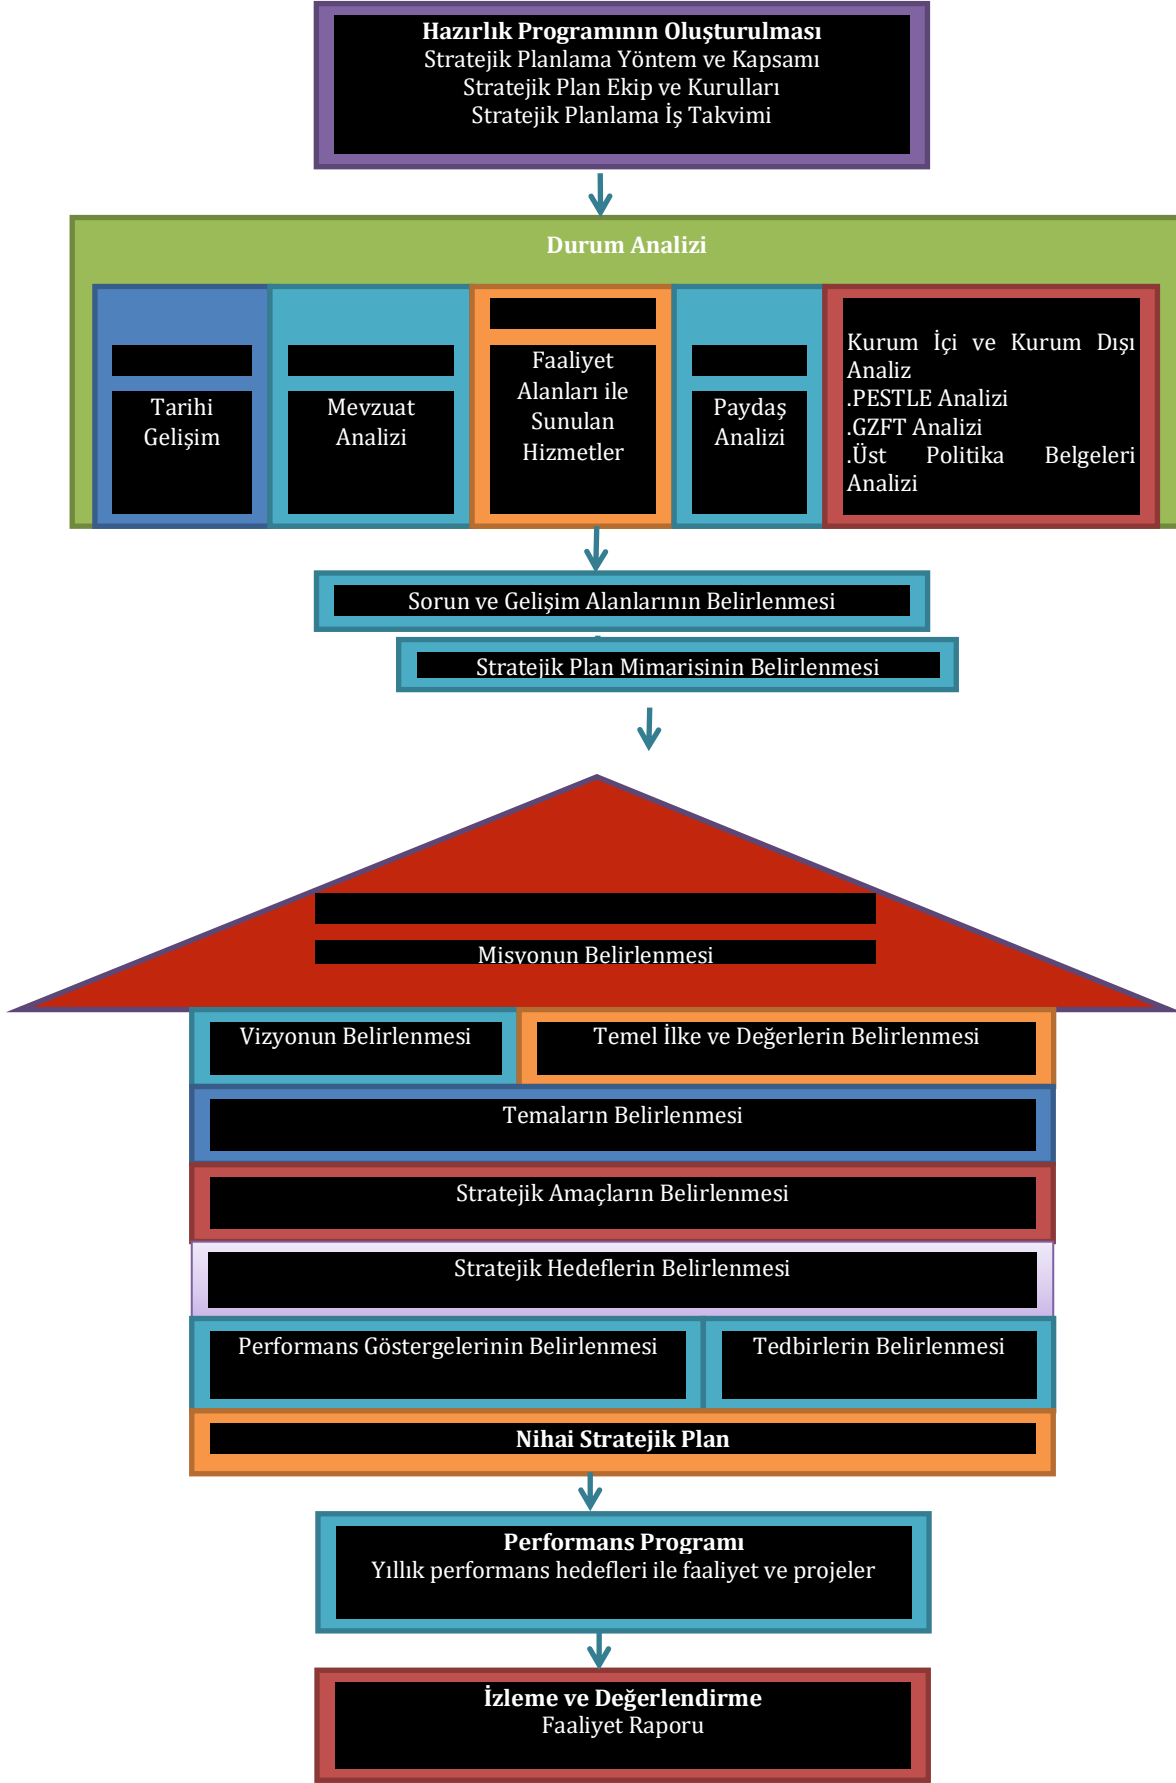 Hazırlık Programının Oluşturulması
Stratejik Planlama Yöntem ve Kapsamı
Stratejik Plan Ekip ve Kurulları
Stratejik Planlama İş Takvimi
Durum Analizi
Tarihi
Gelişim
Mevzuat
Analizi
Faaliyet
Alanları ile
Sunulan
Hizmetler
Paydaş
Analizi
Kurum İçi ve Kurum Dışı
Analiz
.PESTLE Analizi
.GZFT Analizi
.Üst Politika Belgeleri
Analizi
Sorun ve Gelişim Alanlarının Belirlenmesi
Stratejik Plan Mimarisinin Belirlenmesi
Misyonun Belirlenmesi
Vizyonun Belirlenmesi
Temel İlke ve Değerlerin Belirlenmesi
Temaların Belirlenmesi
Stratejik Amaçların Belirlenmesi
Stratejik Hedeflerin Belirlenmesi
Performans Göstergelerinin Belirlenmesi
Tedbirlerin Belirlenmesi
Nihai Stratejik Plan
Performans Programı
Yıllık performans hedefleri ile faaliyet ve projeler
İzleme ve Değerlendirme
Faaliyet Raporu